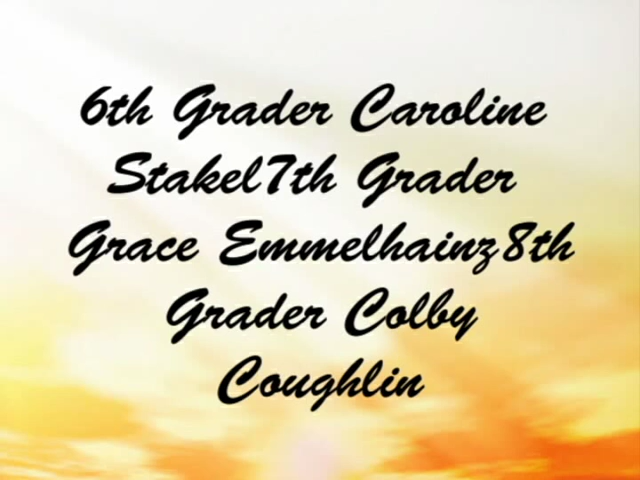 6th Grader Caroline
Stakel7th Grader
Grace Emmelhainz8th
Grader Colby
Coughlin